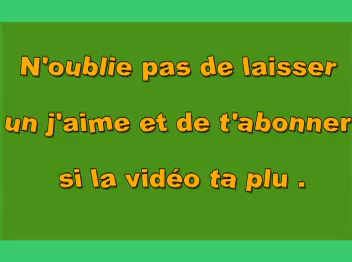 N'oublie pas de laisser
un j'aime et de t'abonner
si la vidéo ta plu .